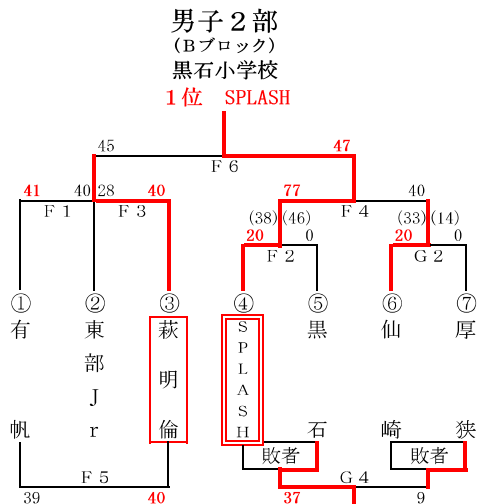 男子２部
（Ｂブロック）
黒石小学校
１位　SPLASH
45 47
Ｆ６
41 40 28 40 77 40
Ｆ１ Ｆ３ Ｆ４
(38) (46) (33) (14)
20 0 20 0
Ｆ２ Ｇ２
① ② ③ ④ ⑤ ⑥ ⑦
有帆
東部Jr
萩明倫
SPLASH
黒石
仙崎
厚狭
敗者 敗者
Ｆ５ Ｇ４
39 40 37 9